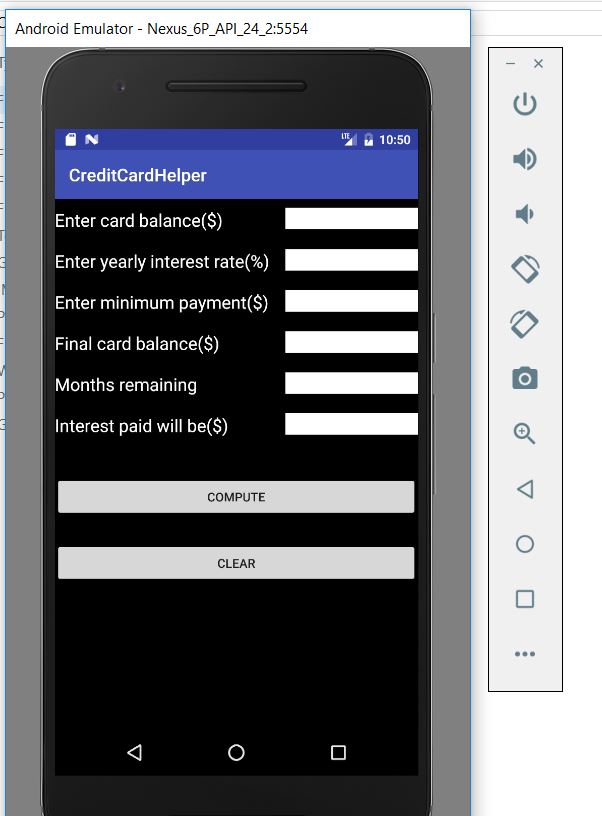 Android Emulator - Nexus_6P_API_24_2:5554
LTE 10:50
CreditCardHelper
Enter card balance($)
Enter yearly interest rate(%)
Enter minimum payment($)
Final card balance($)
Months remaining
Interest paid will be($)
COMPUTE
CLEAR